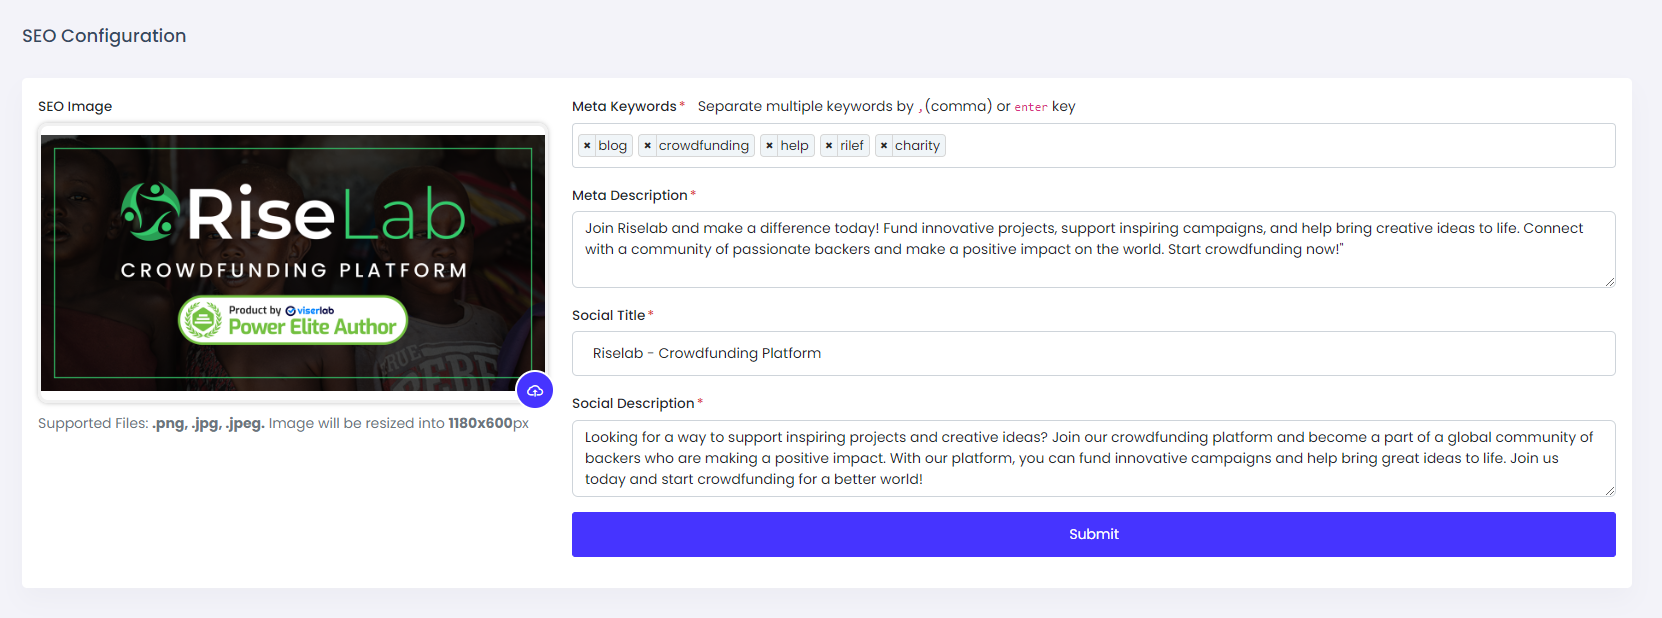 SEO Configuration
SEO Image
RiseLab
CROWDFUNDING PLATFORM
Product by viserlab
Power Elite Author
TRUE
REBE
Supported Files: .png, .jpg, .jpeg. Image will be resized into 1180x600px
Meta Keywords* Separate multiple keywords by ,(comma) or enter key
× blog × crowdfunding × help × rilef × charity
Meta Description*
Join Riselab and make a difference today! Fund innovative projects, support inspiring campaigns, and help bring creative ideas to life. Connect
with a community of passionate backers and make a positive impact on the world. Start crowdfunding now!"
Social Title*
Riselab - Crowdfunding Platform
Social Description*
Looking for a way to support inspiring projects and creative ideas? Join our crowdfunding platform and become a part of a global community of
backers who are making a positive impact. With our platform, you can fund innovative campaigns and help bring great ideas to life. Join us
today and start crowdfunding for a better world!
Submit